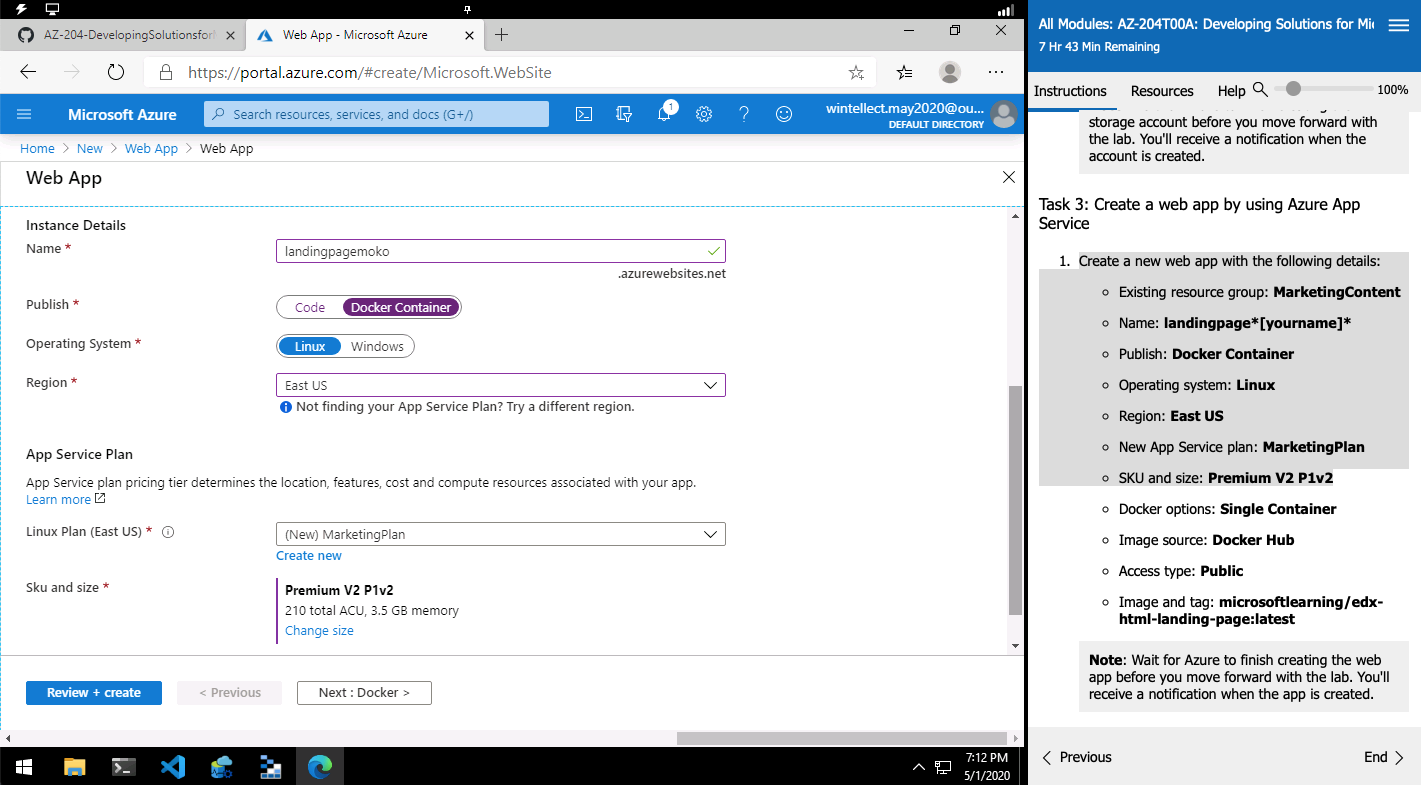 AZ-204-DevelopingSolutionsfor
Web App - Microsoft Azure
https://portal.azure.com/#create/Microsoft.WebSite
Microsoft Azure
Search resources, services, and docs (G+/)
1
wintellect.may2020@ou...
DEFAULT DIRECTORY
Home > New > Web App > Web App
Web App
Instance Details
Name *
landingpagemoko
.azurewebsites.net
Publish *
Code Docker Container
Operating System *
Linux Windows
Region *
East US
Not finding your App Service Plan? Try a different region.
App Service Plan
App Service plan pricing tier determines the location, features, cost and compute resources associated with your app.
Learn more
Linux Plan (East US) *
(New) MarketingPlan
Create new
Sku and size *
Premium V2 P1v2
210 total ACU, 3.5 GB memory
Change size
Review + create
< Previous
Next : Docker >
7:12 PM
5/1/2020
All Modules: AZ-204T00A: Developing Solutions for Mi
7 Hr 43 Min Remaining
Instructions Resources Help 100%
storage account before you move forward with
the lab. You'll receive a notification when the
account is created.
Task 3: Create a web app by using Azure App
Service
1. Create a new web app with the following details:
Existing resource group: MarketingContent
Name: landingpage*[yourname]*
Publish: Docker Container
Operating system: Linux
Region: East US
New App Service plan: MarketingPlan
SKU and size: Premium V2 P1v2
Docker options: Single Container
Image source: Docker Hub
Access type: Public
Image and tag: microsoftlearning/edx-
html-landing-page:latest
Note: Wait for Azure to finish creating the web
app before you move forward with the lab. You'll
receive a notification when the app is created.
Previous
End